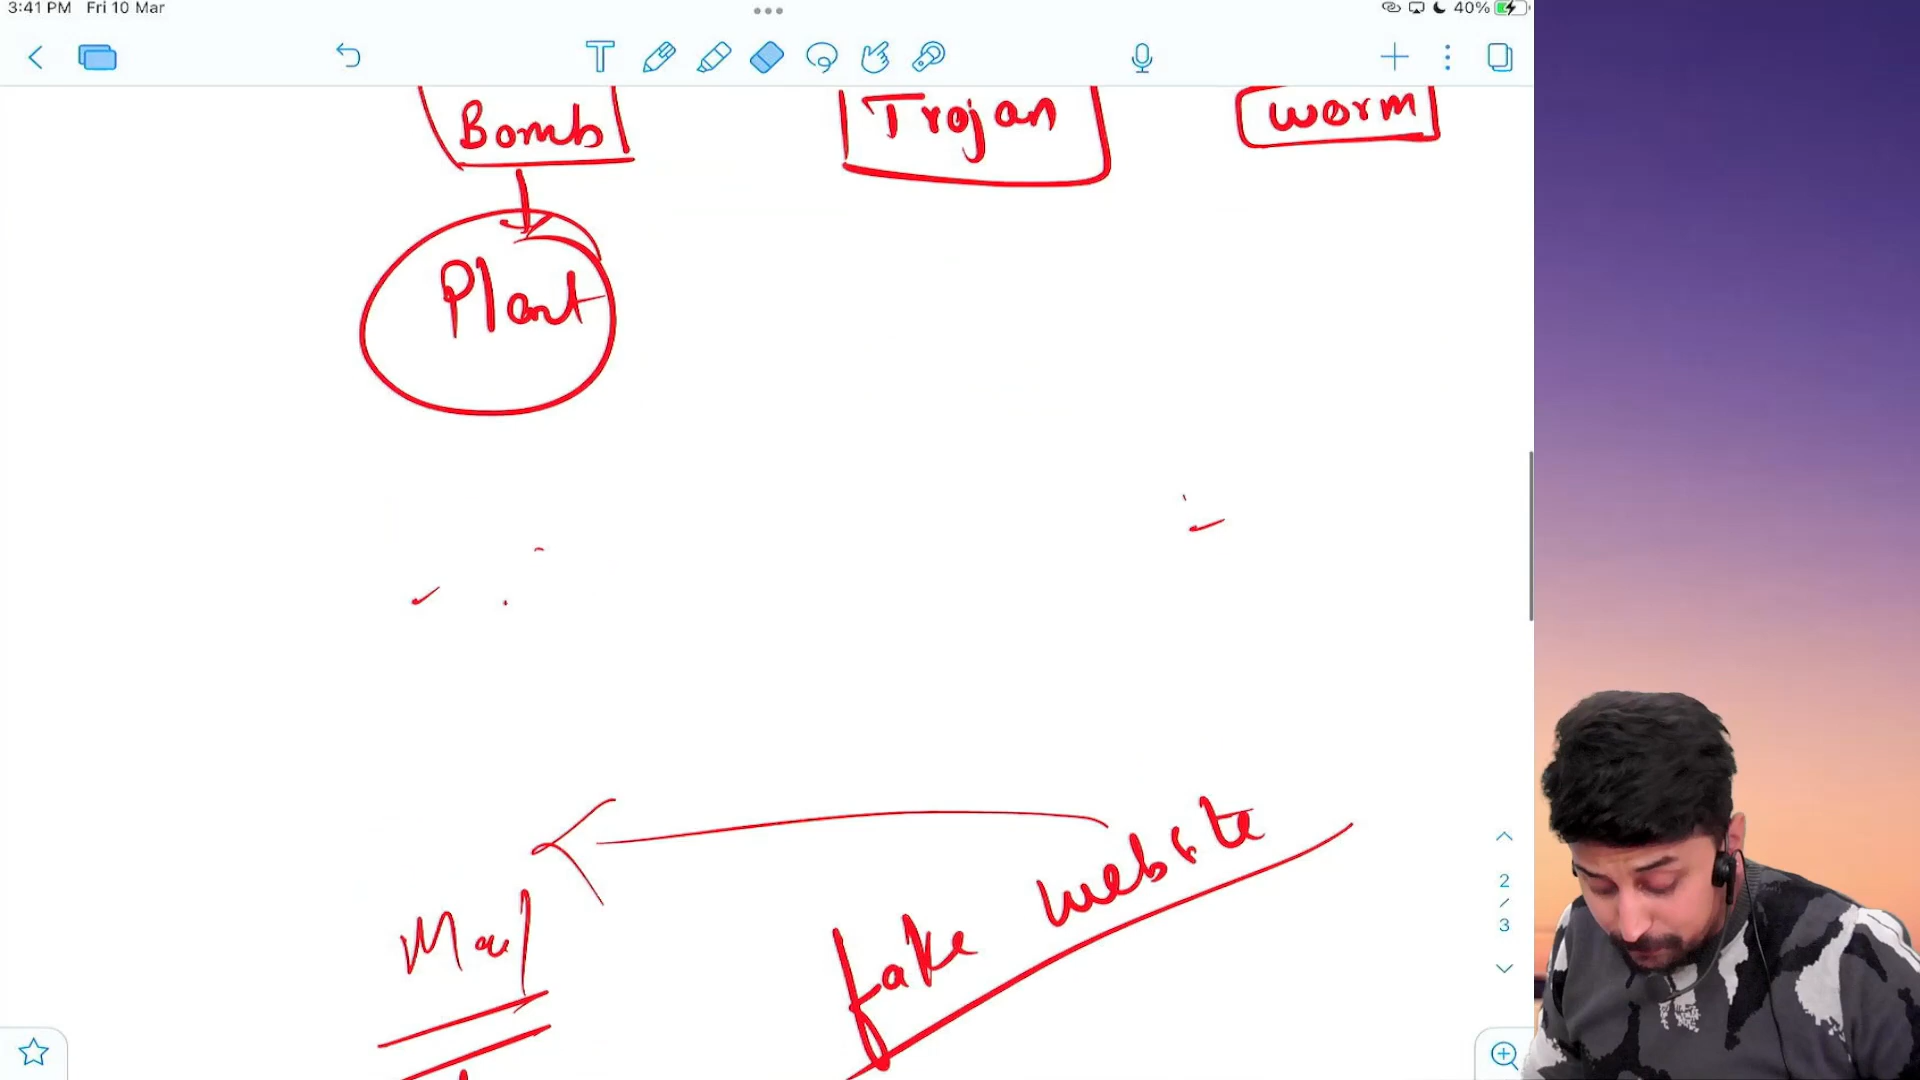 3:41 PM Fri 10 Mar
40%
T
Bomb
Trojan
worm
Plant
fake website
Mail
2
3